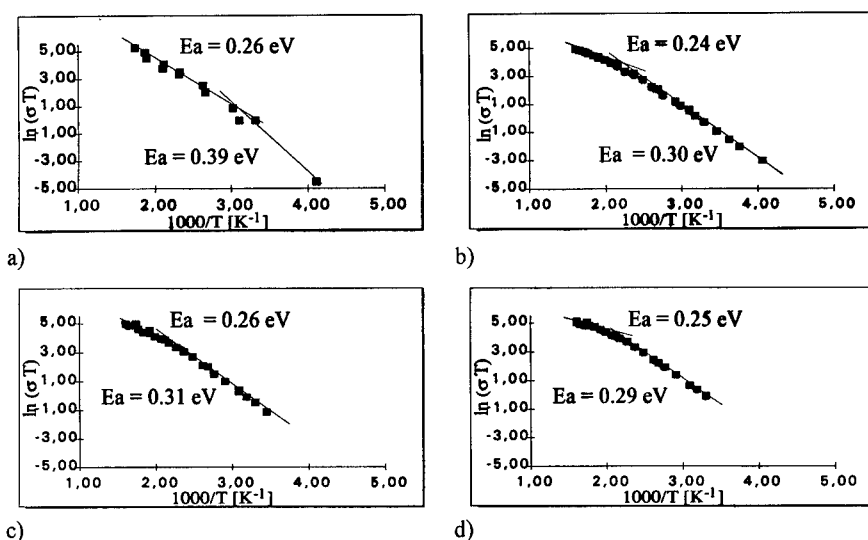 5,00
3,00
1,00
-1,00
-3,00
-5,00
ln (σ T)
Ea = 0.26 eV
Ea = 0.39 eV
1,00 2,00 3,00 4,00 5,00
1000/T [K-1]
a)
5,00
3,00
1,00
-1,00
-3,00
-5,00
ln (σ T)
Ea = 0.24 eV
Ea = 0.30 eV
1,00 2,00 3,00 4,00 5,00
1000/T [K-1]
b)
5,00
3,00
1,00
-1,00
-3,00
-5,00
ln (σ T)
Ea = 0.26 eV
Ea = 0.31 eV
1,00 2,00 3,00 4,00 5,00
1000/T [K-1]
c)
5,00
3,00
1,00
-1,00
-3,00
-5,00
ln (σ T)
Ea = 0.25 eV
Ea = 0.29 eV
1,00 2,00 3,00 4,00 5,00
1000/T [K-1]
d)